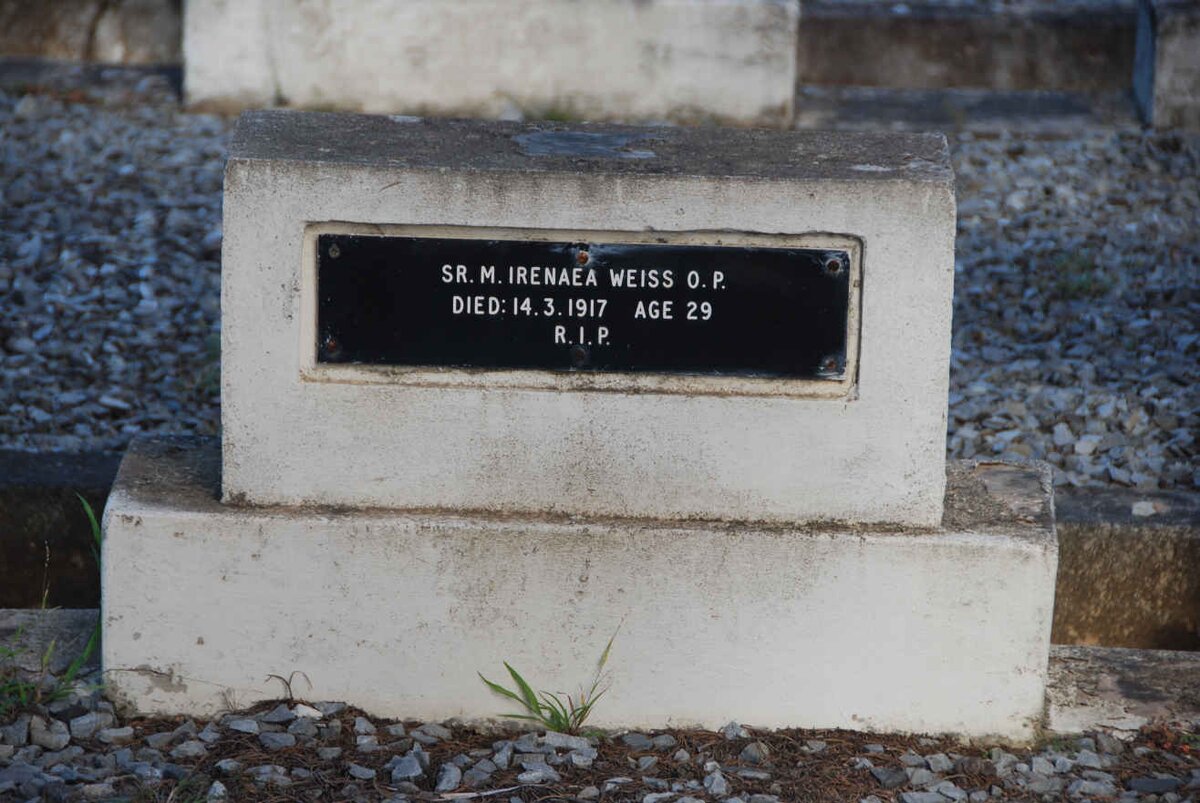 SR. M. IRENAEA WEISS O. P.
DIED: 14. 3. 1917 AGE 29
R. I. P.